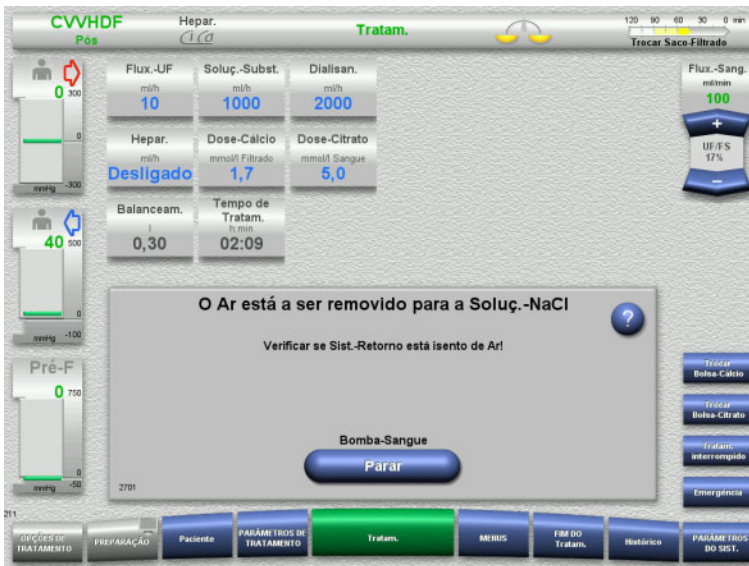 CVVHDF
Pós
Hepar.
Ci Ca
Tratam.
120 90 60 30 0 min
Trocar Saco-Filtrado
0 300
0
mmHg -300
40 500
0
mmHg -100
Pré-F
0 750
0
mmHg -50
Flux.-UF
ml/h
10
Soluç.-Subst.
ml/h
1000
Dialisan.
ml/h
2000
Hepar.
ml/h
Desligado
Dose-Cálcio
mmol/l Filtrado
1,7
Dose-Citrato
mmol/l Sangue
5,0
Balanceam.
l
0,30
Tempo de
Tratam.
h:min
02:09
Flux.-Sang.
ml/min
100
+
UF/FS
17%
−
O Ar está a ser removido para a Soluç.-NaCl
?
Verificar se Sist.-Retorno está isento de Ar!
Bomba-Sangue
Parar
2701
Trocar
Bolsa-Cálcio
Trocar
Bolsa-Citrato
Tratam.
interrompido
Emergência
211
OPÇÕES DE
TRATAMENTO
PREPARAÇÃO
Paciente
PARÂMETROS DE
TRATAMENTO
Tratam.
MENUS
FIM DO
Tratam.
Histórico
PARÂMETROS
DO SIST.